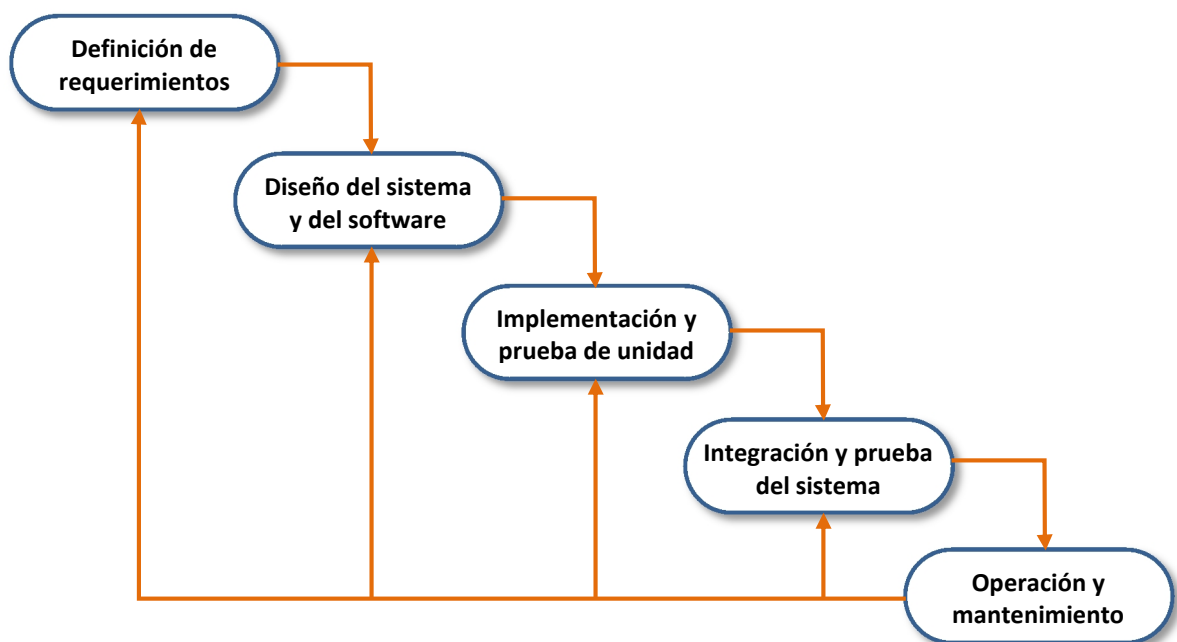 Definición de
requerimientos
Diseño del sistema
y del software
Implementación y
prueba de unidad
Integración y prueba
del sistema
Operación y
mantenimiento